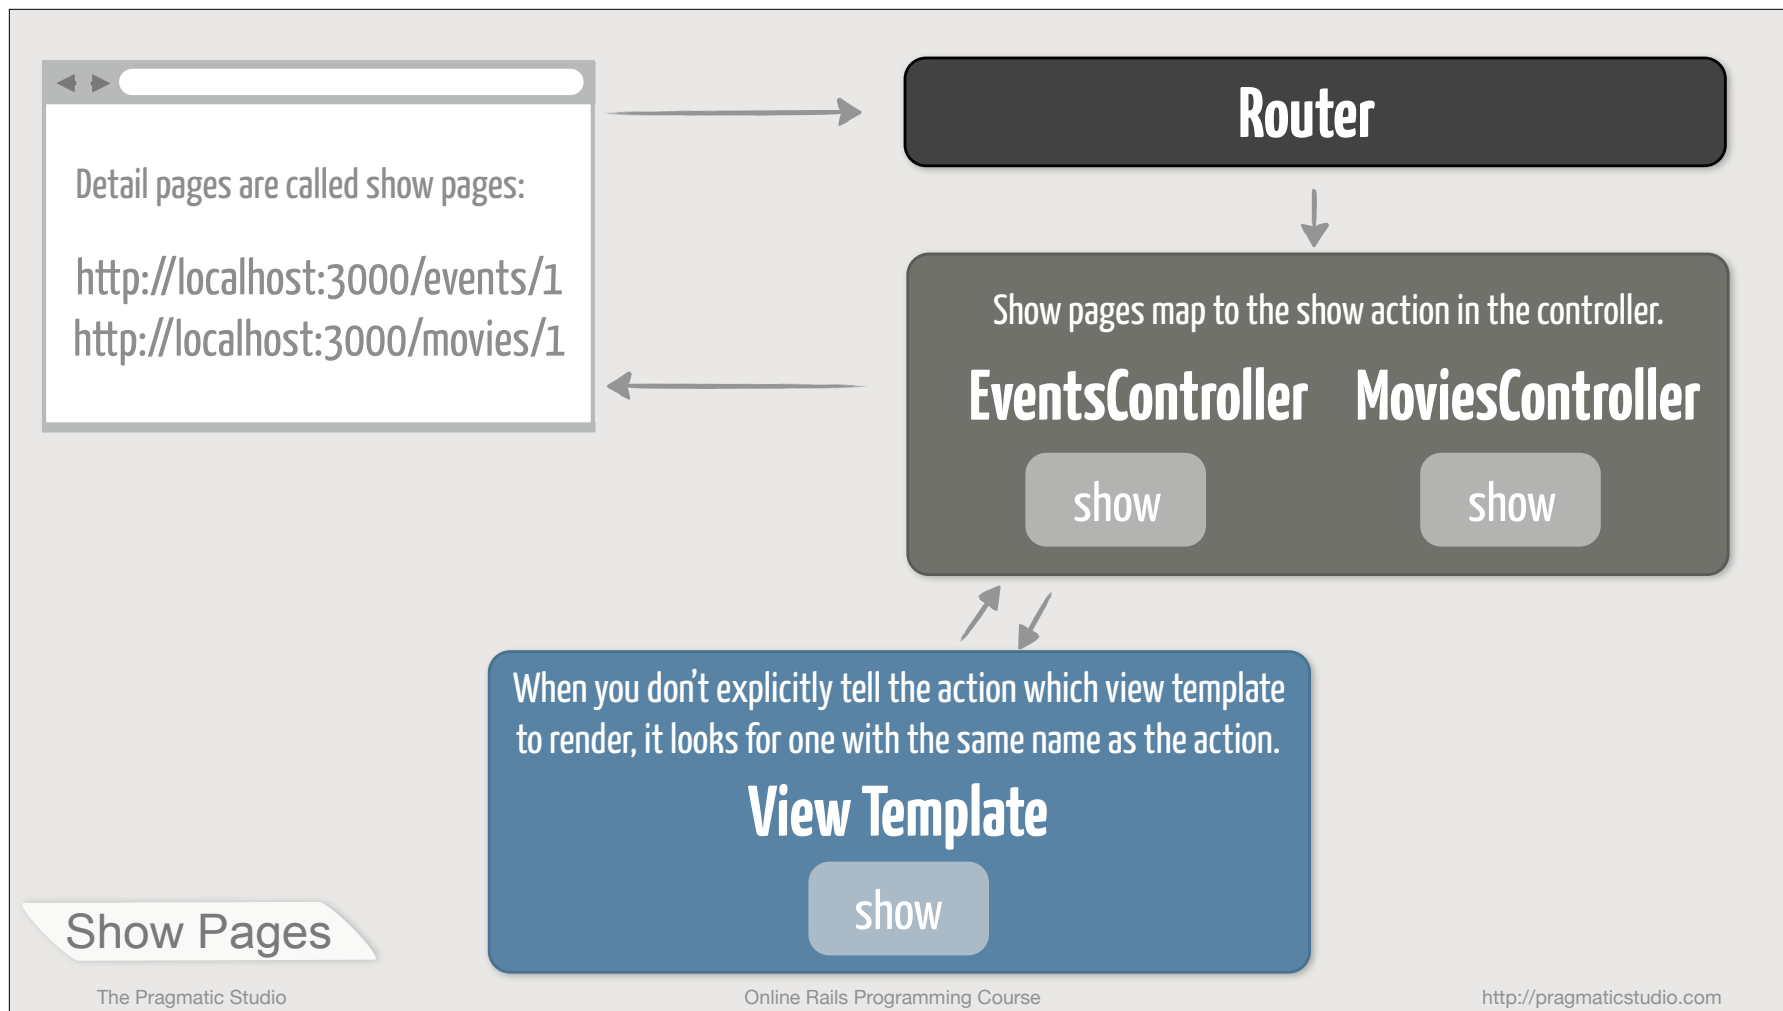 Router
Detail pages are called show pages:
http://localhost:3000/events/1
http://localhost:3000/movies/1
Show pages map to the show action in the controller.
EventsController MoviesController
show show
When you don't explicitly tell the action which view template
to render, it looks for one with the same name as the action.
View Template
show
Show Pages
The Pragmatic Studio Online Rails Programming Course http://pragmaticstudio.com